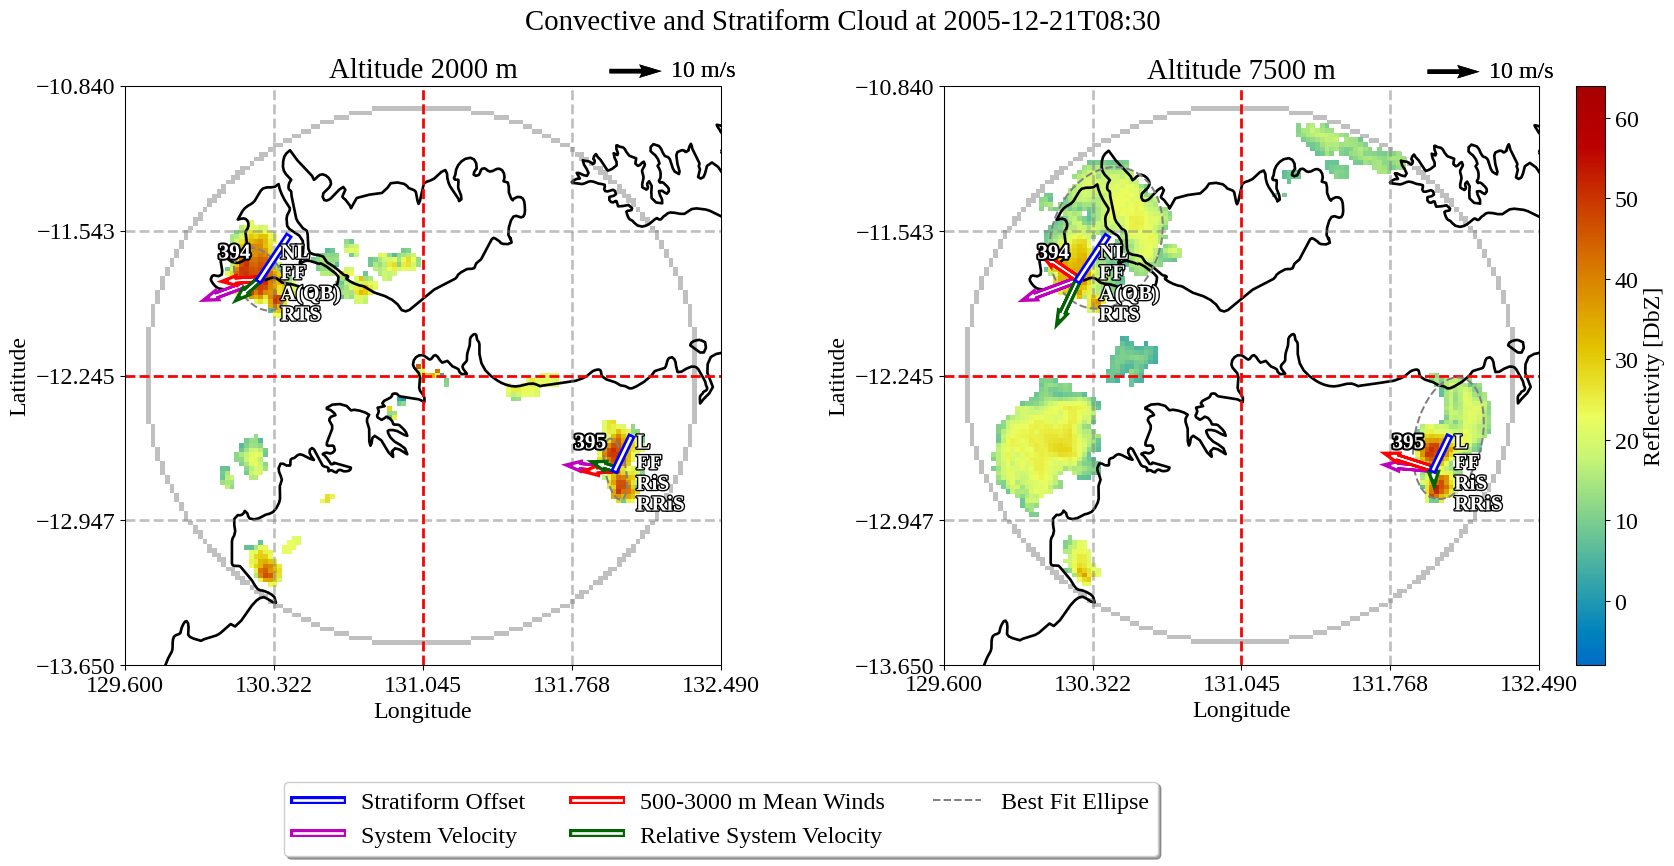 Convective and Stratiform Cloud at 2005-12-21T08:30
Altitude 2000 m
10 m/s
−10.840
−11.543
−12.245
−12.947
−13.650
Latitude
129.600
130.322
131.045
131.768
132.490
Longitude
394
NL
FF
A(QB)
RTS
395
L
FF
RiS
RRiS
Altitude 7500 m
10 m/s
−10.840
−11.543
−12.245
−12.947
−13.650
Latitude
129.600
130.322
131.045
131.768
132.490
Longitude
394
NL
FF
A(QB)
RTS
395
L
FF
RiS
RRiS
60
50
40
30
20
10
0
Reflectivity [DbZ]
Stratiform Offset
System Velocity
500-3000 m Mean Winds
Relative System Velocity
Best Fit Ellipse